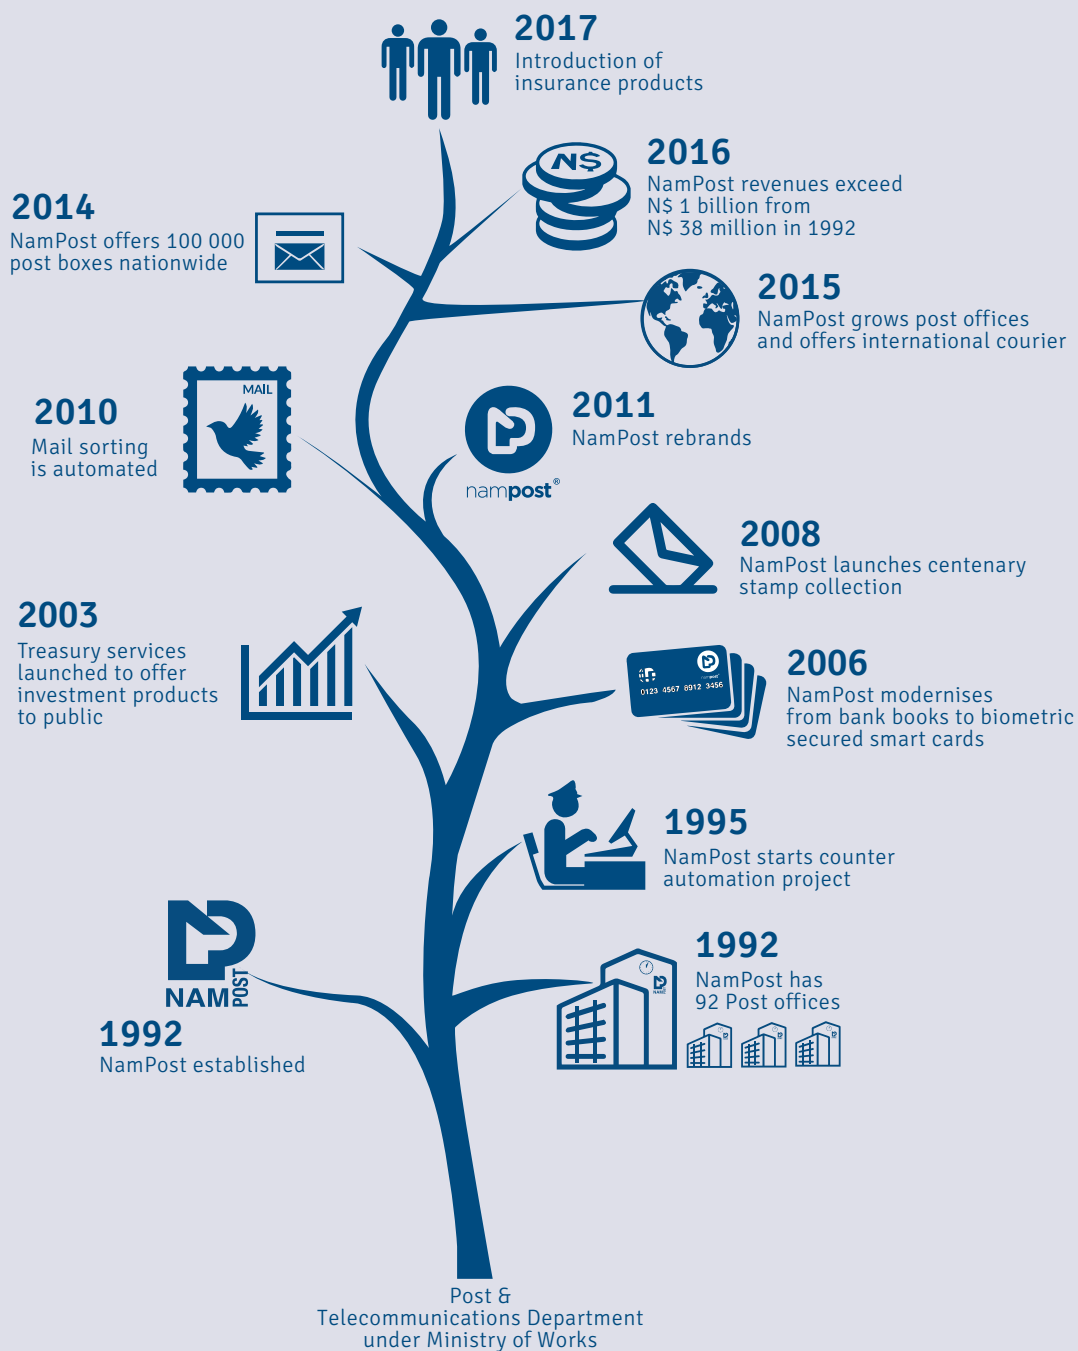 2017
Introduction of
insurance products
N$
2016
NamPost revenues exceed
N$ 1 billion from
N$ 38 million in 1992
2014
NamPost offers 100 000
post boxes nationwide
2015
NamPost grows post offices
and offers international courier
MAIL
2010
Mail sorting
is automated
2011
NamPost rebrands
nampost®
2008
NamPost launches centenary
stamp collection
2003
Treasury services
launched to offer
investment products
to public
nampost
0123 4567 8912 3456
2006
NamPost modernises
from bank books to biometric
secured smart cards
1995
NamPost starts counter
automation project
NAM
POST
1992
NamPost established
1992
NamPost has
92 Post offices
Post &
Telecommunications Department
under Ministry of Works